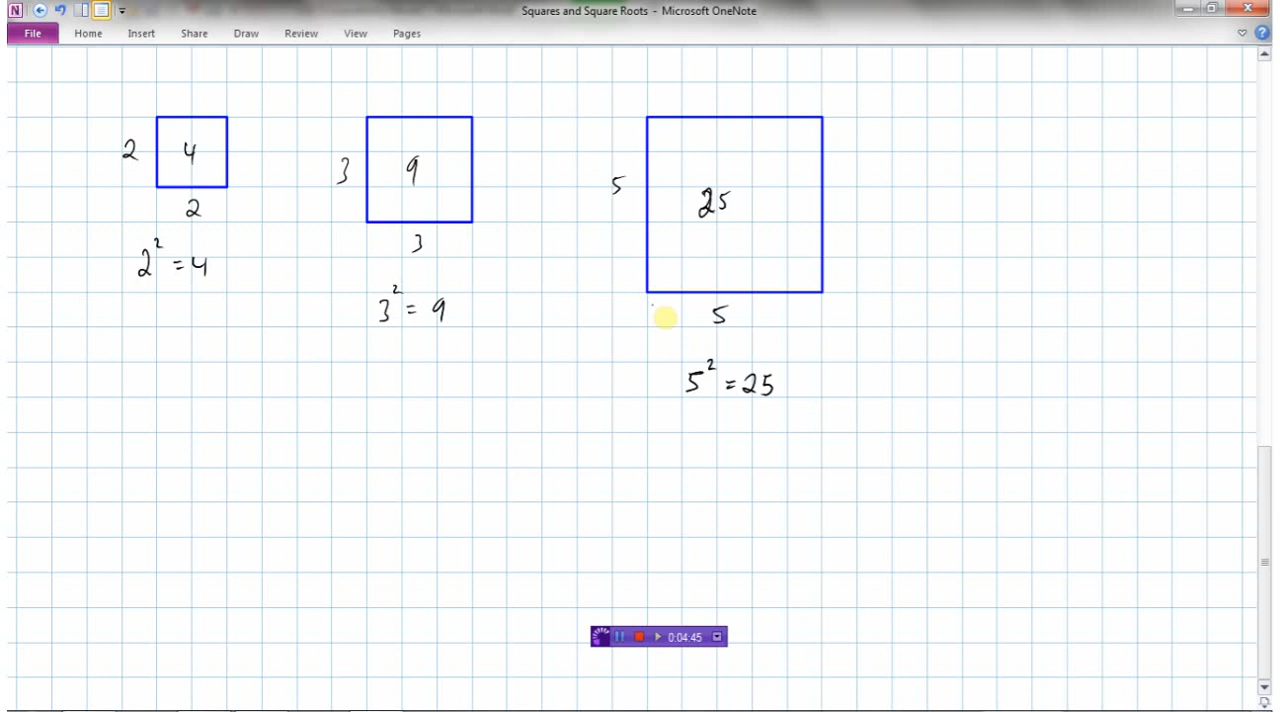 Squares and Square Roots - Microsoft OneNote
File Home Insert Share Draw Review View Pages
2 4
2
2² = 4
3 9
3
3² = 9
5 25
5
5² = 25
0:04:45